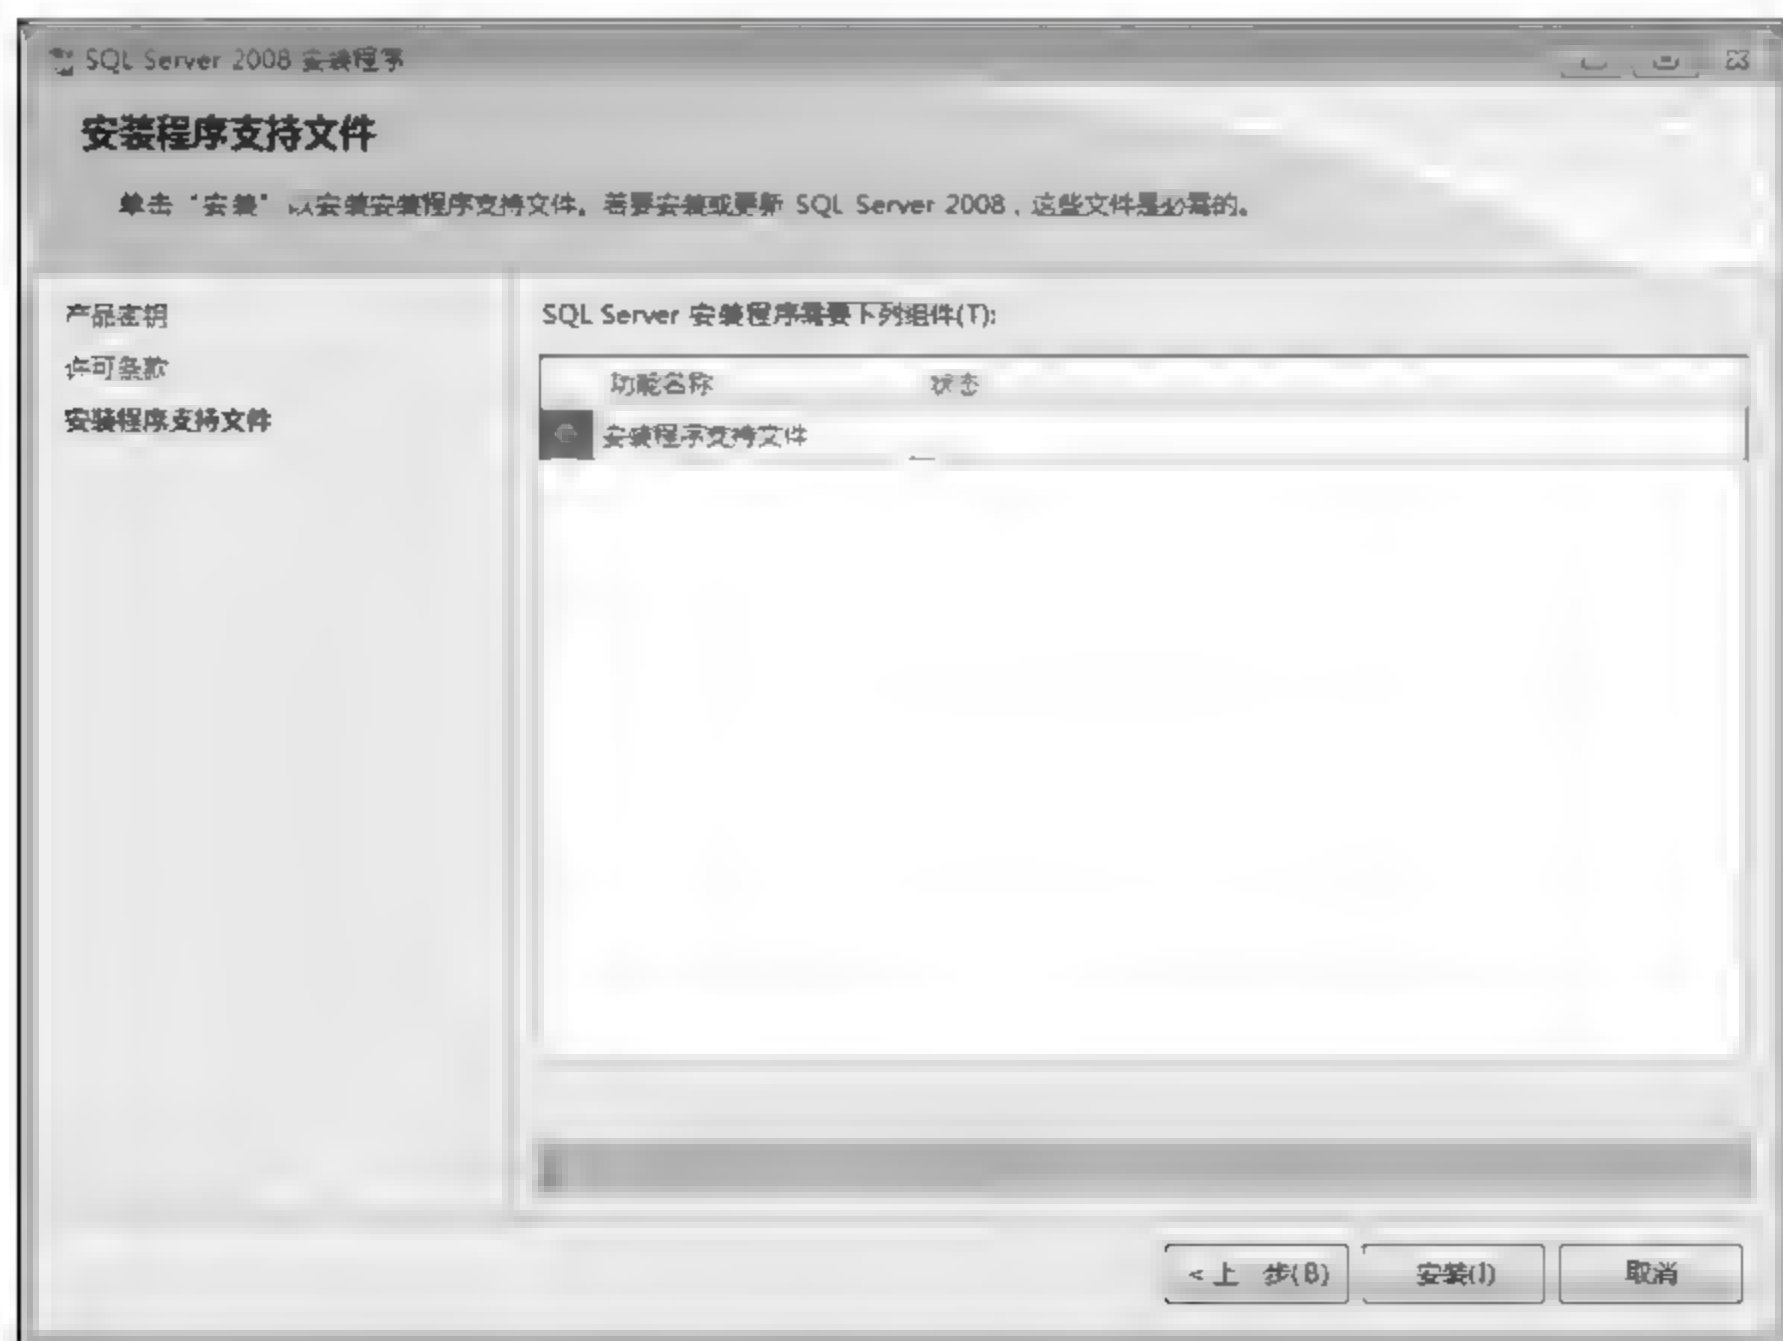 SQL Server 2008 安装程序
安装程序支持文件
单击“安装”以安装安装程序支持文件。若要安装或更新 SQL Server 2008，这些文件是必需的。
产品密钥
许可条款
安装程序支持文件
SQL Server 安装程序需要下列组件(T):
功能名称 状态
安装程序支持文件
< 上一步(B) 安装(I) 取消